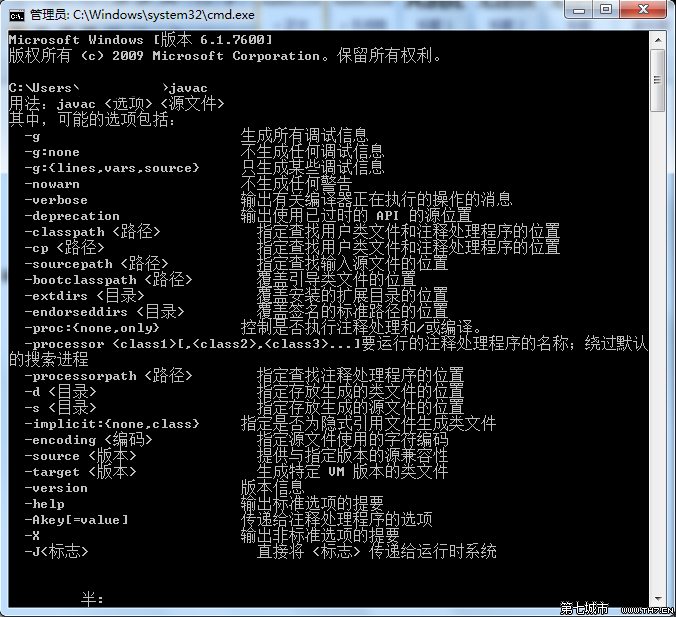 管理员: C:\Windows\system32\cmd.exe
Microsoft Windows [版本 6.1.7600]
版权所有 (c) 2009 Microsoft Corporation。保留所有权利。
C:\Users\ >javac
用法: javac <选项> <源文件>
其中, 可能的选项包括:
-g 生成所有调试信息
-g:none 不生成任何调试信息
-g:{lines,vars,source} 只生成某些调试信息
-nowarn 不生成任何警告
-verbose 输出有关编译器正在执行的操作的消息
-deprecation 输出使用已过时的 API 的源位置
-classpath <路径> 指定查找用户类文件和注释处理程序的位置
-cp <路径> 指定查找用户类文件和注释处理程序的位置
-sourcepath <路径> 指定查找输入源文件的位置
-bootclasspath <路径> 覆盖引导类文件的位置
-extdirs <目录> 覆盖安装的扩展目录的位置
-endorseddirs <目录> 覆盖签名的标准路径的位置
-proc:{none,only} 控制是否执行注释处理和/或编译。
-processor <class1>[,<class2>,<class3>...]要运行的注释处理程序的名称; 绕过默认
的搜索进程
-processorpath <路径> 指定查找注释处理程序的位置
-d <目录> 指定存放生成的类文件的位置
-s <目录> 指定存放生成的源文件的位置
-implicit:{none,class} 指定是否为隐式引用文件生成类文件
-encoding <编码> 指定源文件使用的字符编码
-source <版本> 提供与指定版本的源兼容性
-target <版本> 生成特定 VM 版本的类文件
-version 版本信息
-help 输出标准选项的提要
-Akey[=value] 传递给注释处理程序的选项
-X 输出非标准选项的提要
-J<标志> 直接将 <标志> 传递给运行时系统
半:
第七城市 WWW.TH7.CN